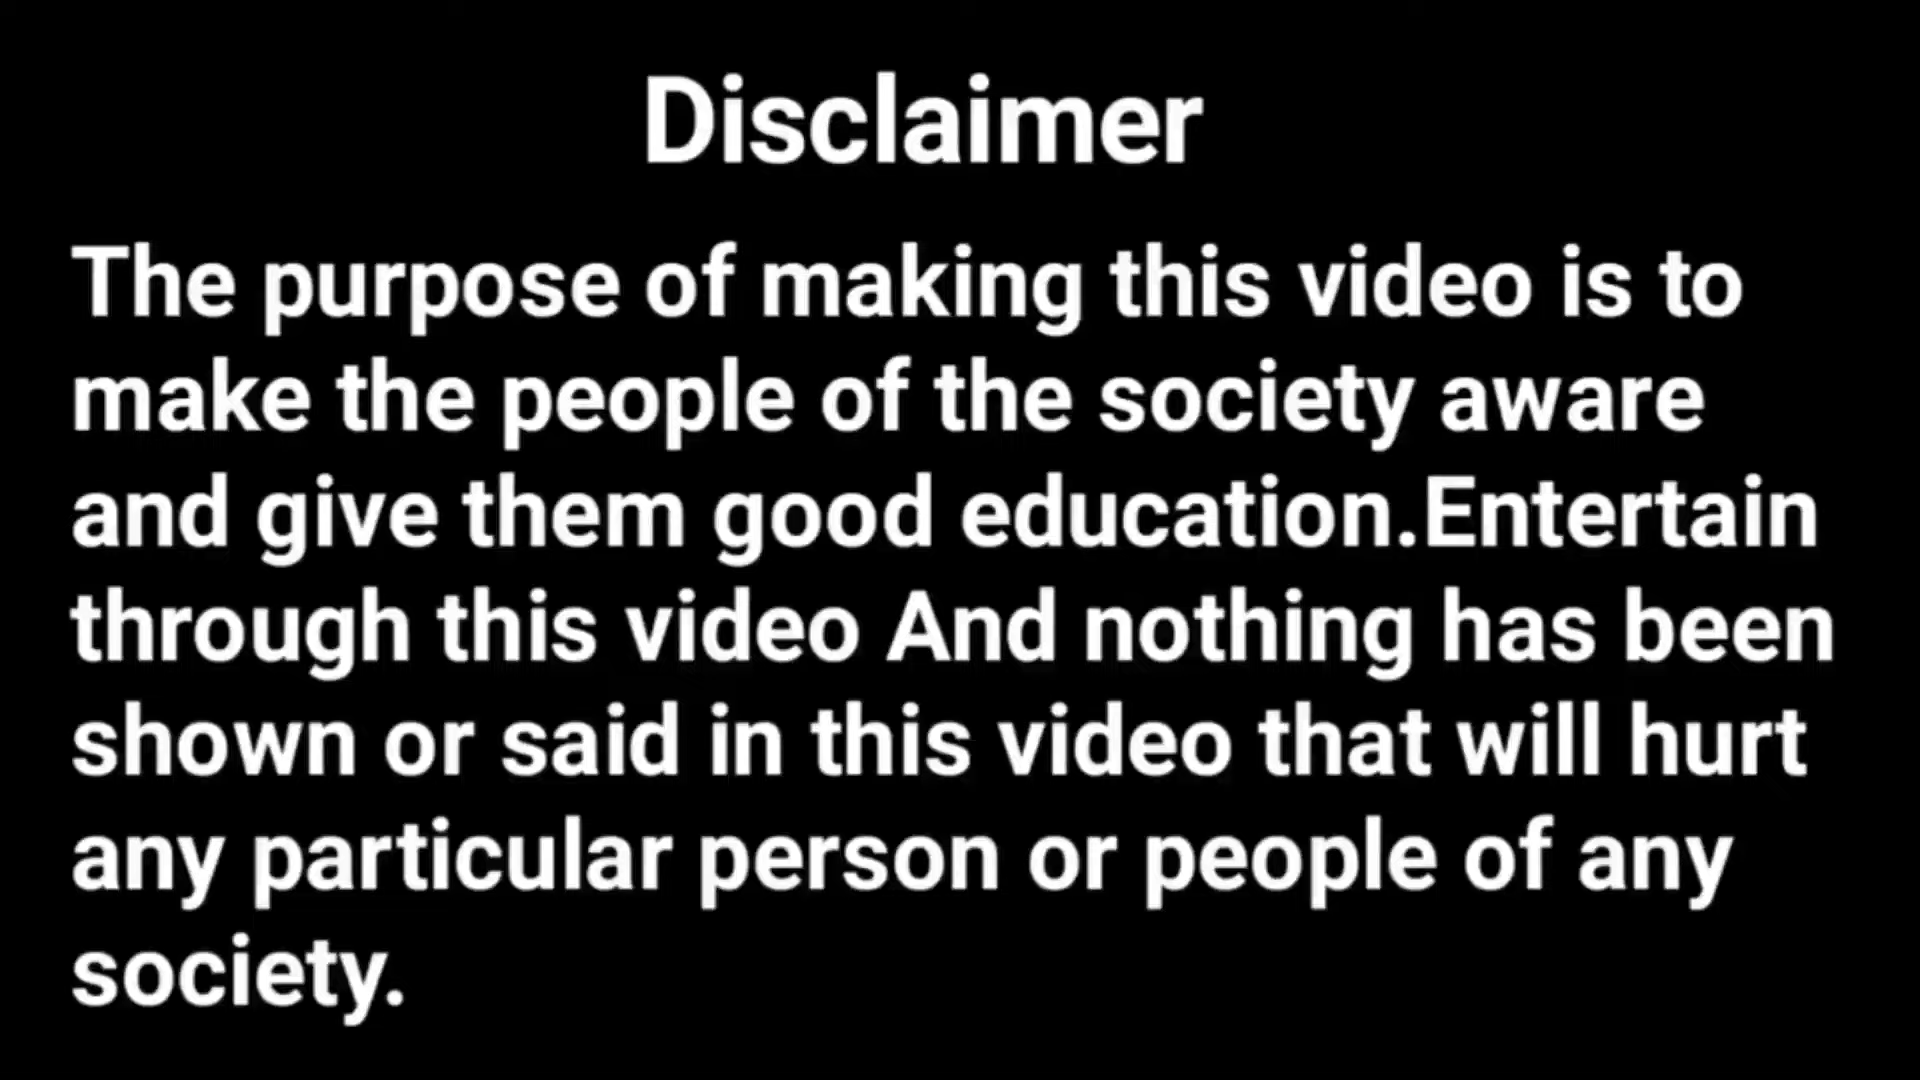 Disclaimer
The purpose of making this video is to
make the people of the society aware
and give them good education.Entertain
through this video And nothing has been
shown or said in this video that will hurt
any particular person or people of any
society.